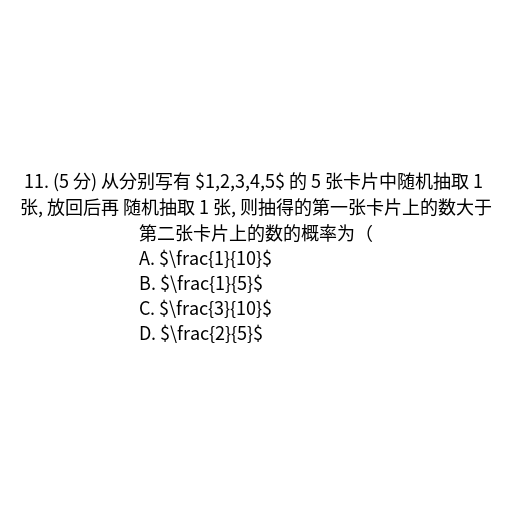 11. (5 分) 从分别写有 $1,2,3,4,5$ 的 5 张卡片中随机抽取 1
张, 放回后再 随机抽取 1 张, 则抽得的第一张卡片上的数大于
第二张卡片上的数的概率为（
A. $\frac{1}{10}$
B. $\frac{1}{5}$
C. $\frac{3}{10}$
D. $\frac{2}{5}$